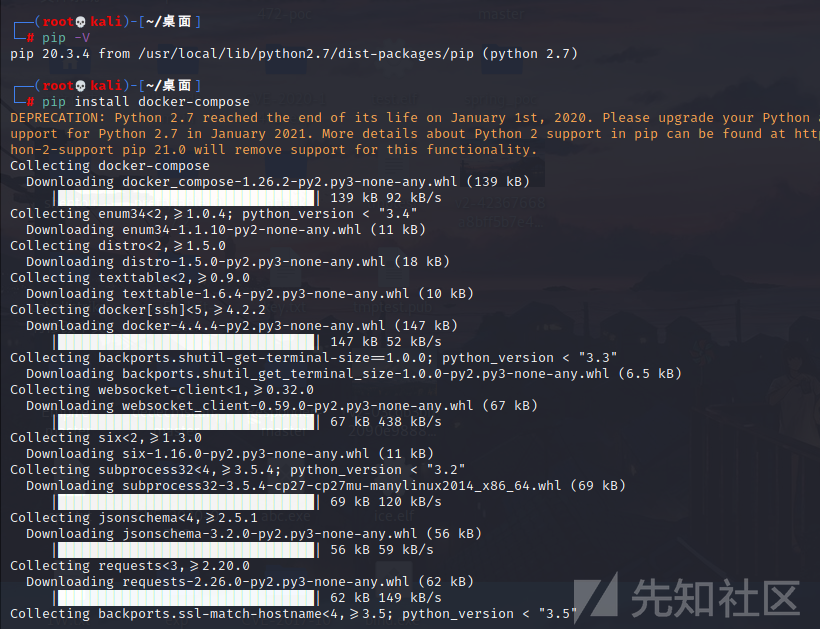 ┌──(root💀kali)-[~/桌面]
└─# pip -V
pip 20.3.4 from /usr/local/lib/python2.7/dist-packages/pip (python 2.7)
┌──(root💀kali)-[~/桌面]
└─# pip install docker-compose
DEPRECATION: Python 2.7 reached the end of its life on January 1st, 2020. Please upgrade your Python
upport for Python 2.7 in January 2021. More details about Python 2 support in pip can be found at http
hon-2-support pip 21.0 will remove support for this functionality.
Collecting docker-compose
  Downloading docker_compose-1.26.2-py2.py3-none-any.whl (139 kB)
     |████████████████████████████████| 139 kB 92 kB/s
Collecting enum34<2,>=1.0.4; python_version < "3.4"
  Downloading enum34-1.1.10-py2-none-any.whl (11 kB)
Collecting distro<2,>=1.5.0
  Downloading distro-1.5.0-py2.py3-none-any.whl (18 kB)
Collecting texttable<2,>=0.9.0
  Downloading texttable-1.6.4-py2.py3-none-any.whl (10 kB)
Collecting docker[ssh]<5,>=4.2.2
  Downloading docker-4.4.4-py2.py3-none-any.whl (147 kB)
     |████████████████████████████████| 147 kB 52 kB/s
Collecting backports.shutil-get-terminal-size==1.0.0; python_version < "3.3"
  Downloading backports.shutil_get_terminal_size-1.0.0-py2.py3-none-any.whl (6.5 kB)
Collecting websocket-client<1,>=0.32.0
  Downloading websocket_client-0.59.0-py2.py3-none-any.whl (67 kB)
     |████████████████████████████████| 67 kB 438 kB/s
Collecting six<2,>=1.3.0
  Downloading six-1.16.0-py2.py3-none-any.whl (11 kB)
Collecting subprocess32<4,>=3.5.4; python_version < "3.2"
  Downloading subprocess32-3.5.4-cp27-cp27mu-manylinux2014_x86_64.whl (69 kB)
     |████████████████████████████████| 69 kB 120 kB/s
Collecting jsonschema<4,>=2.5.1
  Downloading jsonschema-3.2.0-py2.py3-none-any.whl (56 kB)
     |████████████████████████████████| 56 kB 59 kB/s
Collecting requests<3,>=2.20.0
  Downloading requests-2.26.0-py2.py3-none-any.whl (62 kB)
     |████████████████████████████████| 62 kB 149 kB/s
Collecting backports.ssl-match-hostname<4,>=3.5; python_version < "3.5"
先知社区